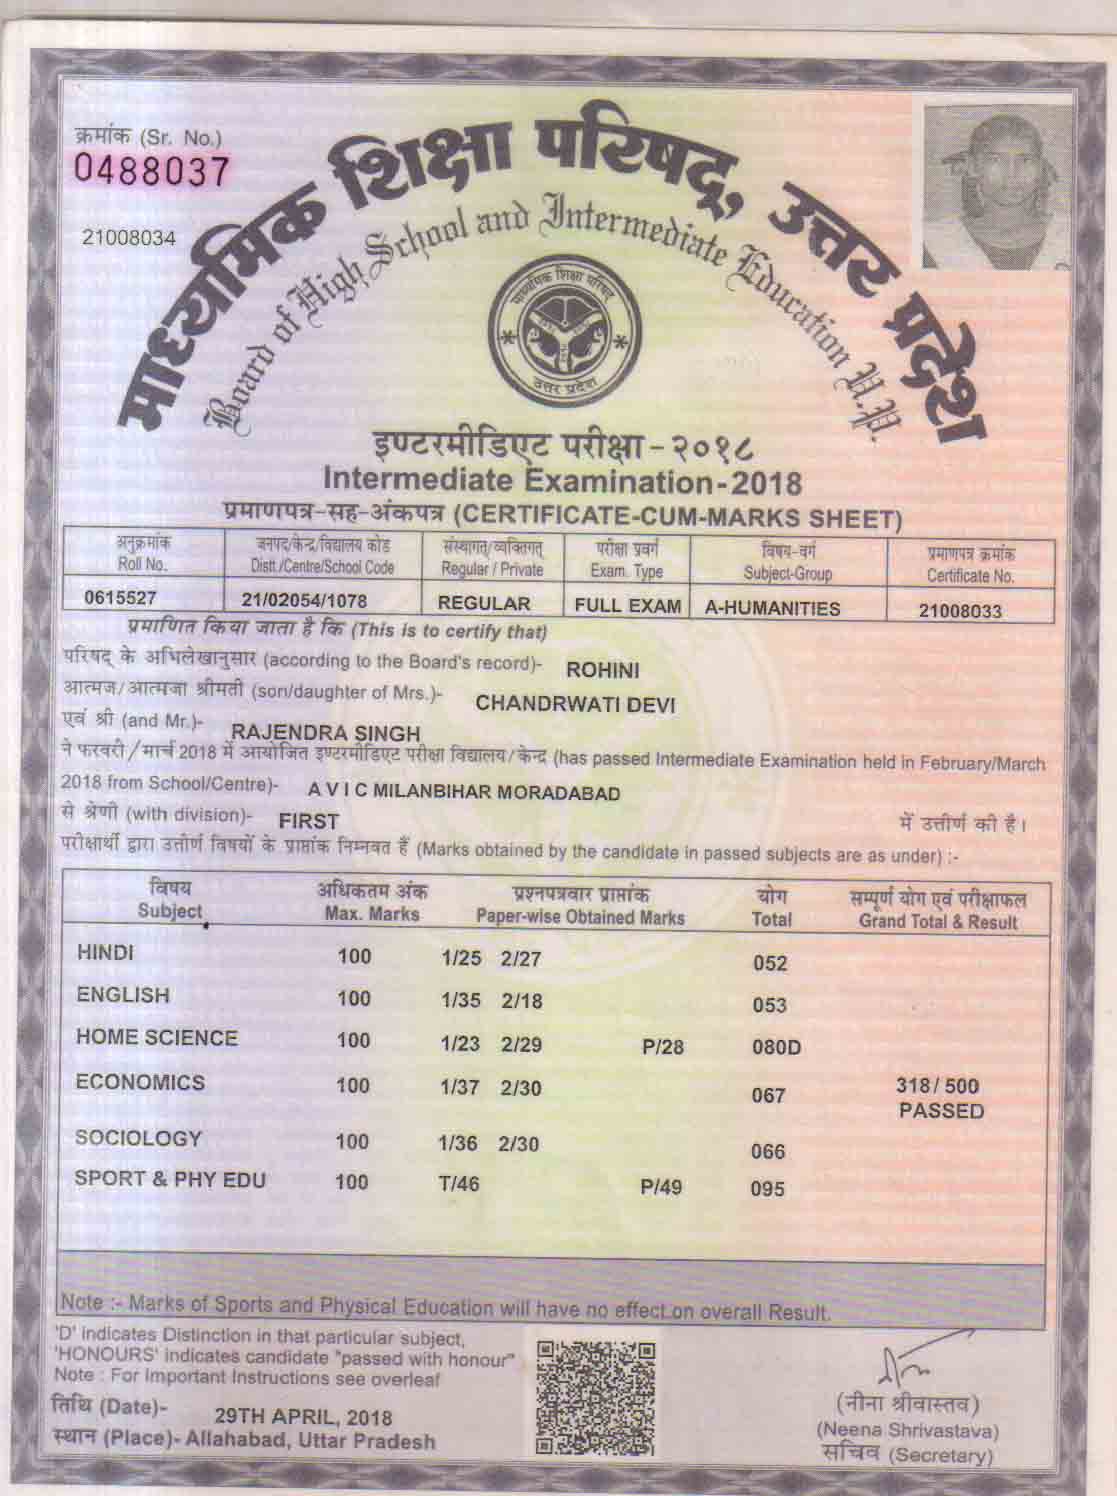 क्रमांक (Sr. No.)
0488037
21008034
माध्यमिक शिक्षा परिषद्, उत्तर प्रदेश
Board of High School and Intermediate Education U.P.
माध्यमिक शिक्षा परिषद्
उत्तर प्रदेश
इण्टरमीडिएट परीक्षा - २०१८
Intermediate Examination-2018
प्रमाणपत्र-सह-अंकपत्र (CERTIFICATE-CUM-MARKS SHEET)
अनुक्रमांक जनपद/केन्द्र/विद्यालय कोड संस्थागत/व्यक्तिगत परीक्षा प्रवर्ग विषय-वर्ग प्रमाणपत्र क्रमांक
Roll No. Distt./Centre/School Code Regular / Private Exam. Type Subject-Group Certificate No.
0615527 21/02054/1078 REGULAR FULL EXAM A-HUMANITIES 21008033
प्रमाणित किया जाता है कि (This is to certify that)
परिषद् के अभिलेखानुसार (according to the Board's record)- ROHINI
आत्मज/आत्मजा श्रीमती (son/daughter of Mrs.)- CHANDRWATI DEVI
एवं श्री (and Mr.)- RAJENDRA SINGH
ने फरवरी/मार्च 2018 में आयोजित इण्टरमीडिएट परीक्षा विद्यालय/केन्द्र (has passed Intermediate Examination held in February/March
2018 from School/Centre)- A V I C MILANBIHAR MORADABAD
से श्रेणी (with division)- FIRST में उत्तीर्ण की है।
परीक्षार्थी द्वारा उत्तीर्ण विषयों के प्राप्तांक निम्नवत हैं (Marks obtained by the candidate in passed subjects are as under) :-
विषय अधिकतम अंक प्रश्नपत्रवार प्राप्तांक योग सम्पूर्ण योग एवं परीक्षाफल
Subject Max. Marks Paper-wise Obtained Marks Total Grand Total & Result
HINDI 100 1/25 2/27 052
ENGLISH 100 1/35 2/18 053
HOME SCIENCE 100 1/23 2/29 P/28 080D
ECONOMICS 100 1/37 2/30 067 318/ 500
PASSED
SOCIOLOGY 100 1/36 2/30 066
SPORT & PHY EDU 100 T/46 P/49 095
Note :- Marks of Sports and Physical Education will have no effect on overall Result.
'D' indicates Distinction in that particular subject,
'HONOURS' indicates candidate "passed with honour"
Note : For Important Instructions see overleaf
तिथि (Date)- 29TH APRIL, 2018
स्थान (Place)- Allahabad, Uttar Pradesh
(नीना श्रीवास्तव)
(Neena Shrivastava)
सचिव (Secretary)